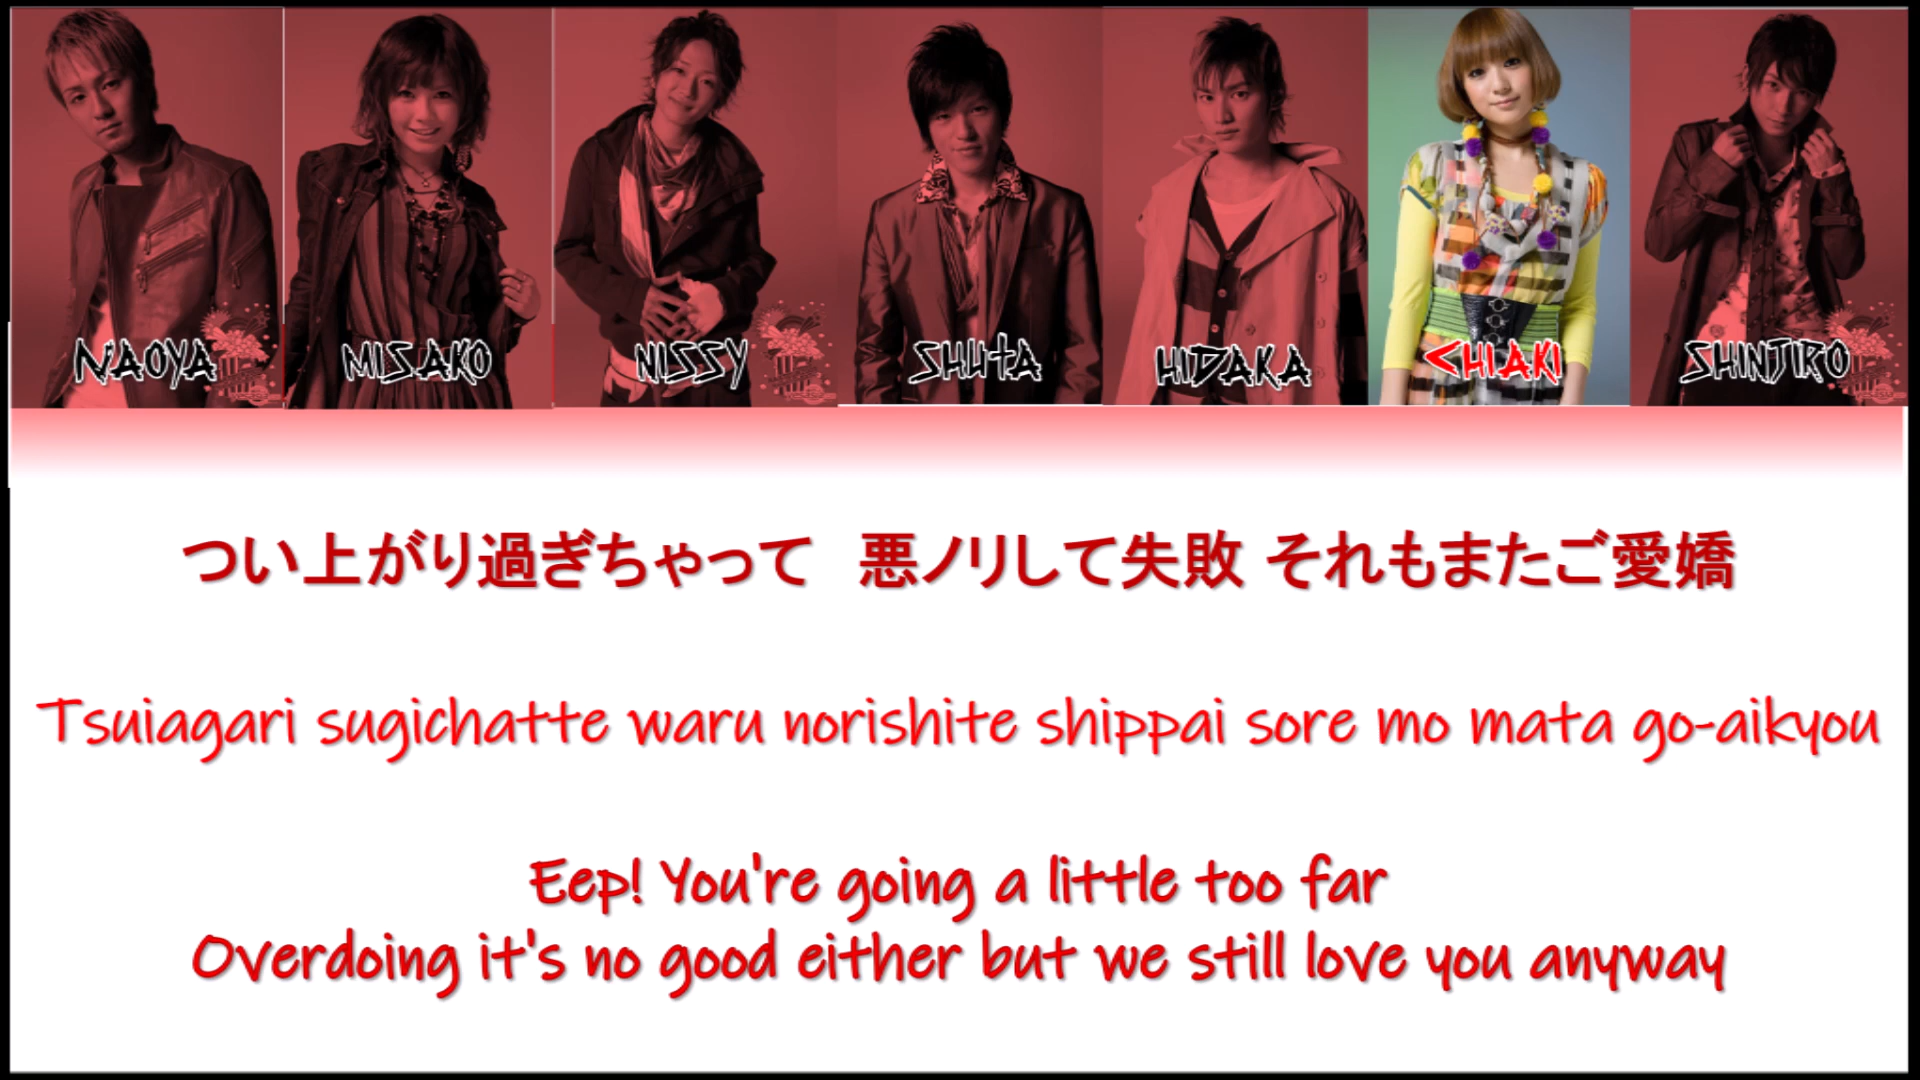 NAOYA MISAKO NISSY SHUTA HIDAKA CHIAKI SHINJIRO
つい上がり過ぎちゃって　悪ノリして失敗 それもまたご愛嬌
Tsuiagari sugichatte waru norishite shippai sore mo mata go-aikyou
Eep! You're going a little too far
Overdoing it's no good either but we still love you anyway